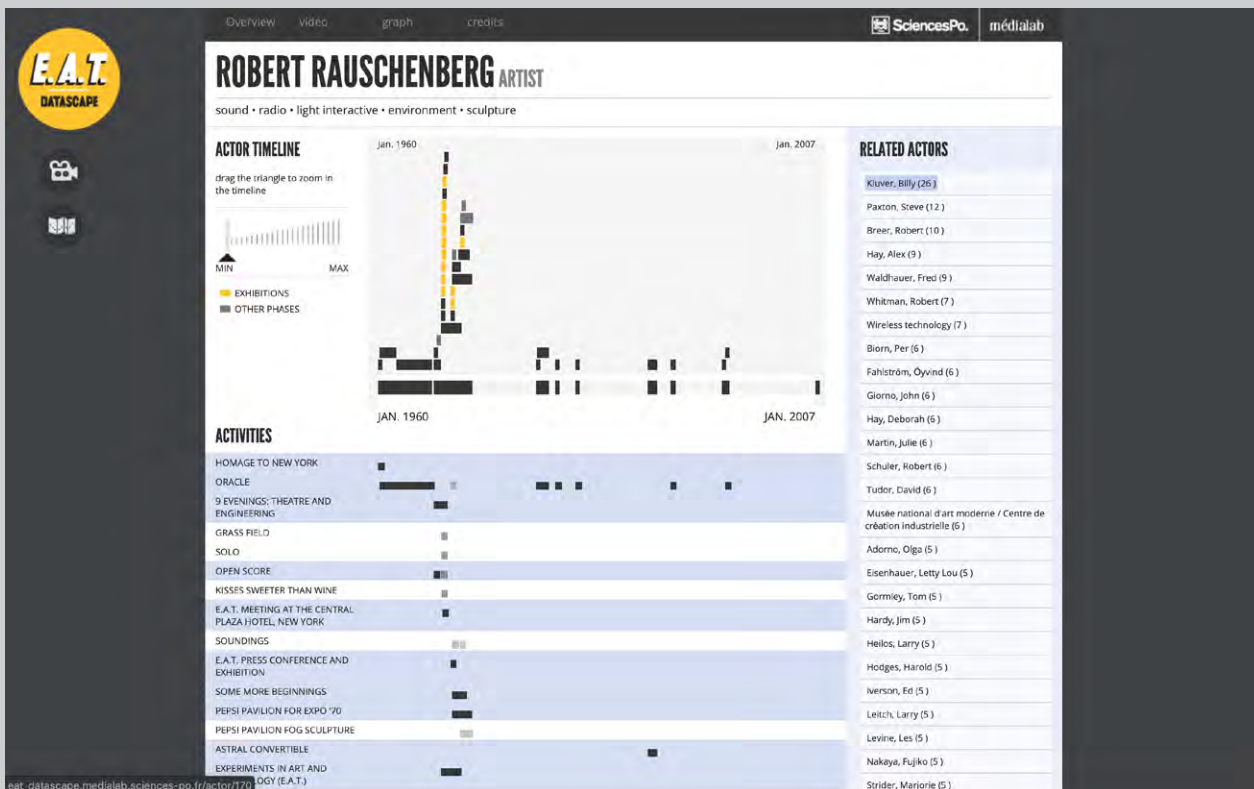 Overview video graph credits
SciencesPo. médialab
E.A.T.
DATASCAPE
ROBERT RAUSCHENBERG ARTIST
sound • radio • light interactive • environment • sculpture
ACTOR TIMELINE
drag the triangle to zoom in
the timeline
MIN MAX
EXHIBITIONS
OTHER PHASES
Jan. 1960 Jan. 2007
JAN. 1960 JAN. 2007
ACTIVITIES
HOMAGE TO NEW YORK
ORACLE
9 EVENINGS: THEATRE AND
ENGINEERING
GRASS FIELD
SOLO
OPEN SCORE
KISSES SWEETER THAN WINE
E.A.T. MEETING AT THE CENTRAL
PLAZA HOTEL, NEW YORK
SOUNDINGS
E.A.T. PRESS CONFERENCE AND
EXHIBITION
SOME MORE BEGINNINGS
PEPSI PAVILION FOR EXPO '70
PEPSI PAVILION FOG SCULPTURE
ASTRAL CONVERTIBLE
EXPERIMENTS IN ART AND
LOGY (E.A.T.)
RELATED ACTORS
Kluver, Billy (26 )
Paxton, Steve (12 )
Breer, Robert (10 )
Hay, Alex (9 )
Waldhauer, Fred (9 )
Whitman, Robert (7 )
Wireless technology (7 )
Biorn, Per (6 )
Fahlström, Öyvind (6 )
Giorno, John (6 )
Hay, Deborah (6 )
Martin, Julie (6 )
Schuler, Robert (6 )
Tudor, David (6 )
Musée national d'art moderne / Centre de
création industrielle (6 )
Adorno, Olga (5 )
Eisenhauer, Letty Lou (5 )
Gormley, Tom (5 )
Hardy, Jim (5 )
Heilos, Larry (5 )
Hodges, Harold (5 )
Iverson, Ed (5 )
Leitch, Larry (5 )
Levine, Les (5 )
Nakaya, Fujiko (5 )
Strider, Marjorie (5 )
eat-datascape.medialab.sciences-po.fr/actor/170